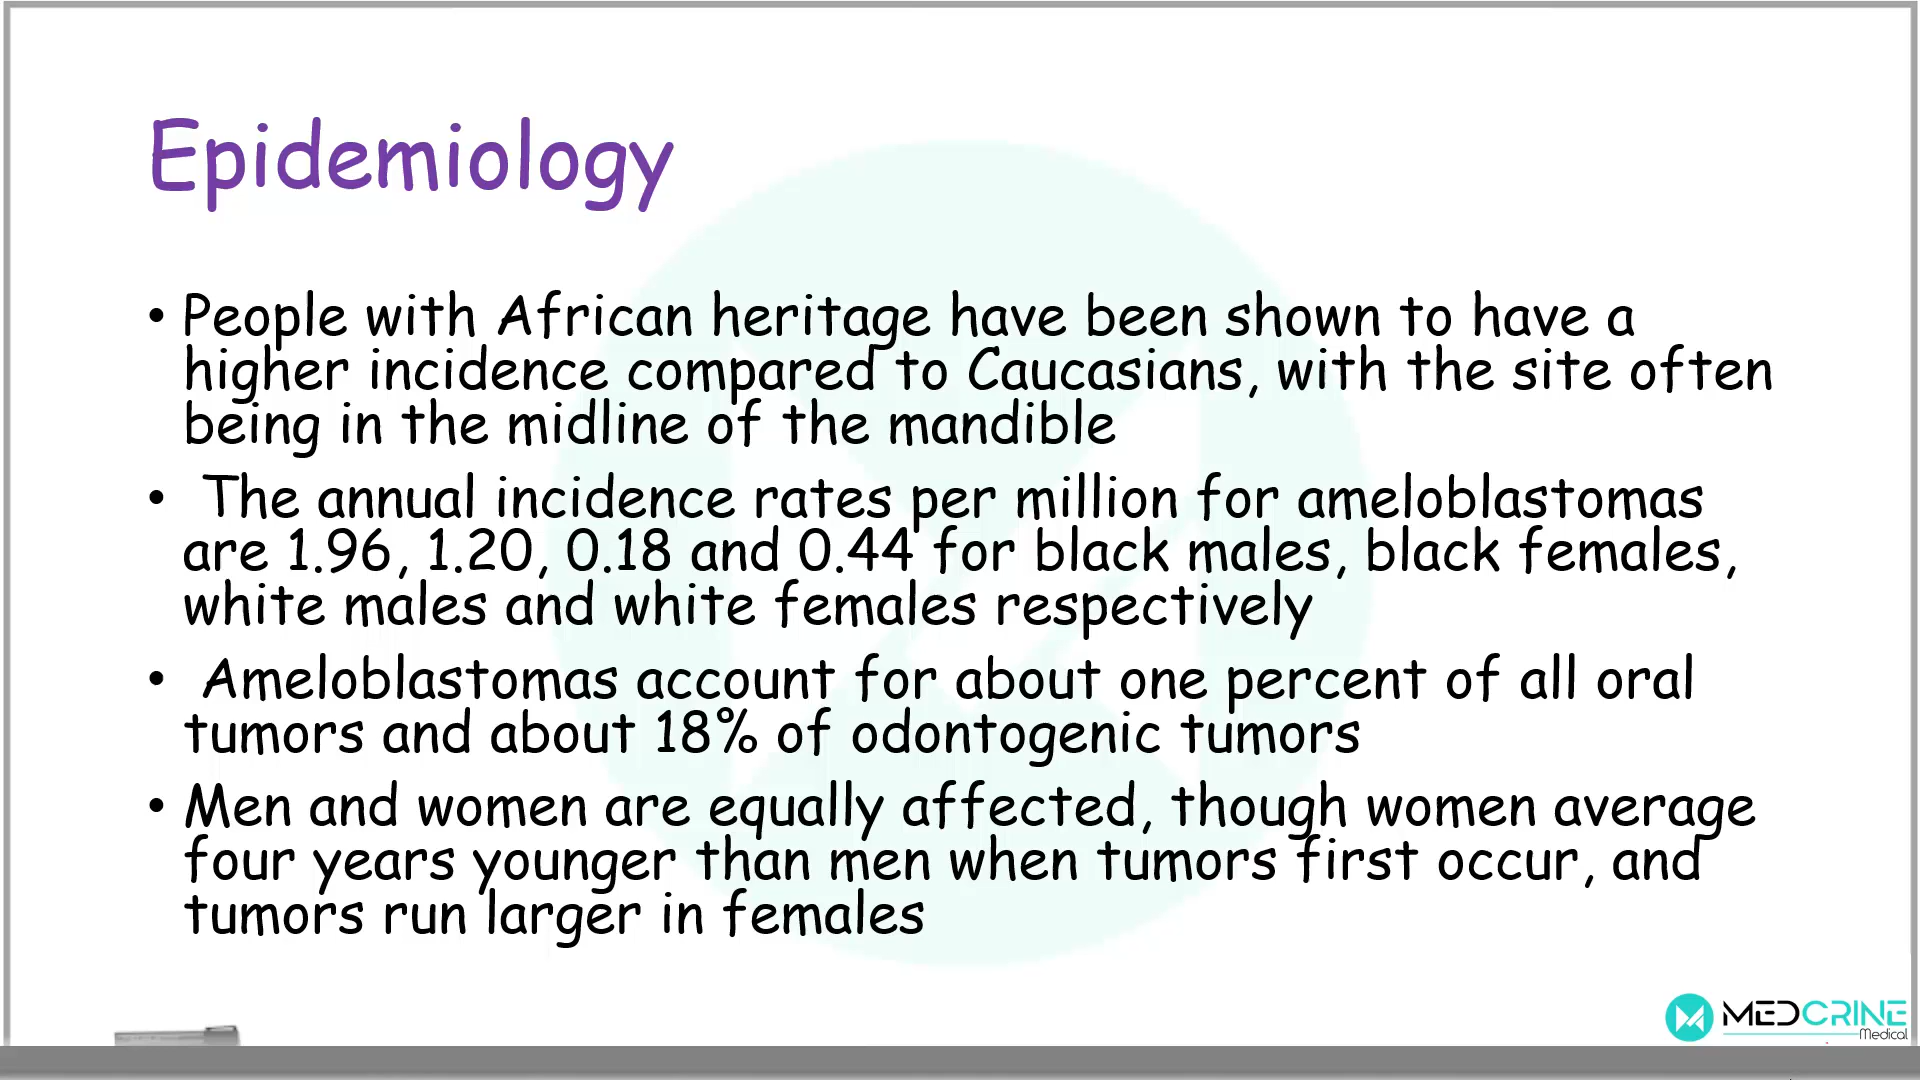 Epidemiology
• People with African heritage have been shown to have a
higher incidence compared to Caucasians, with the site often
being in the midline of the mandible
• The annual incidence rates per million for ameloblastomas
are 1.96, 1.20, 0.18 and 0.44 for black males, black females,
white males and white females respectively
• Ameloblastomas account for about one percent of all oral
tumors and about 18% of odontogenic tumors
• Men and women are equally affected, though women average
four years younger than men when tumors first occur, and
tumors run larger in females
MEDCRINE
Medical